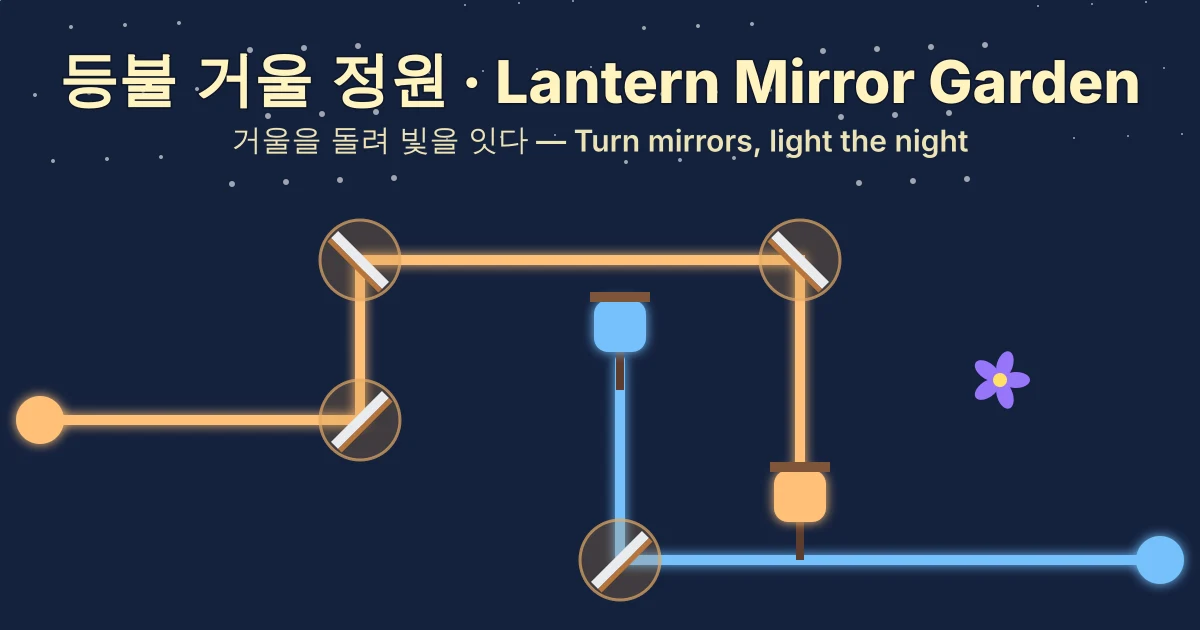 등불 거울 정원 · Lantern Mirror Garden
거울을 돌려 빛을 잇다 — Turn mirrors, light the night